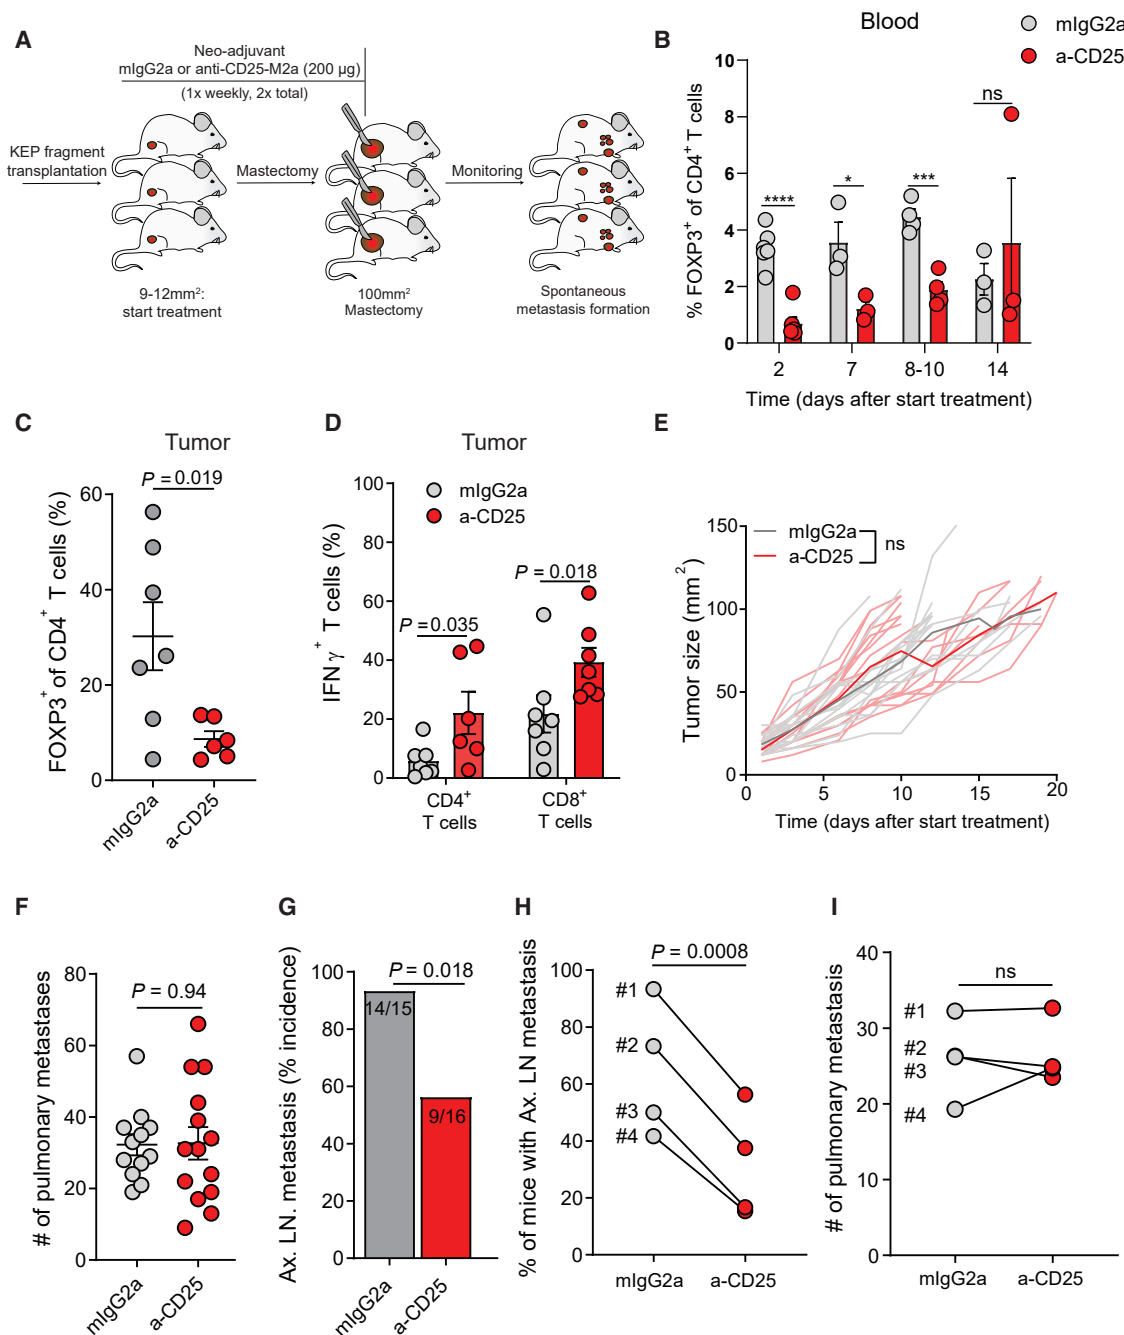 A
Neo-adjuvant
mIgG2a or anti-CD25-M2a (200 µg)
(1x weekly, 2x total)
KEP fragment
transplantation
Mastectomy
Monitoring
9-12mm²:
start treatment
100mm²
Mastectomy
Spontaneous
metastasis formation
B
Blood
mIgG2a
a-CD25
% FOXP3⁺ of CD4⁺ T cells
10
8
6
4
2
0
****
*
***
ns
2
7
8-10
14
Time (days after start treatment)
C
Tumor
P = 0.019
FOXP3⁺ of CD4⁺ T cells (%)
60
40
20
0
mIgG2a
a-CD25
D
Tumor
mIgG2a
a-CD25
IFNγ⁺ T cells (%)
100
80
60
40
20
0
P = 0.035
P = 0.018
CD4⁺
T cells
CD8⁺
T cells
E
mIgG2a
a-CD25
ns
Tumor size (mm²)
150
100
50
0
0
5
10
15
20
Time (days after start treatment)
F
P = 0.94
# of pulmonary metastases
80
60
40
20
0
mIgG2a
a-CD25
G
P = 0.018
Ax. LN. metastasis (% incidence)
100
80
60
40
20
0
14/15
9/16
mIgG2a
a-CD25
H
P = 0.0008
% of mice with Ax. LN metastasis
100
80
60
40
20
0
#1
#2
#3
#4
mIgG2a
a-CD25
I
ns
# of pulmonary metastasis
40
30
20
10
0
#1
#2
#3
#4
mIgG2a
a-CD25